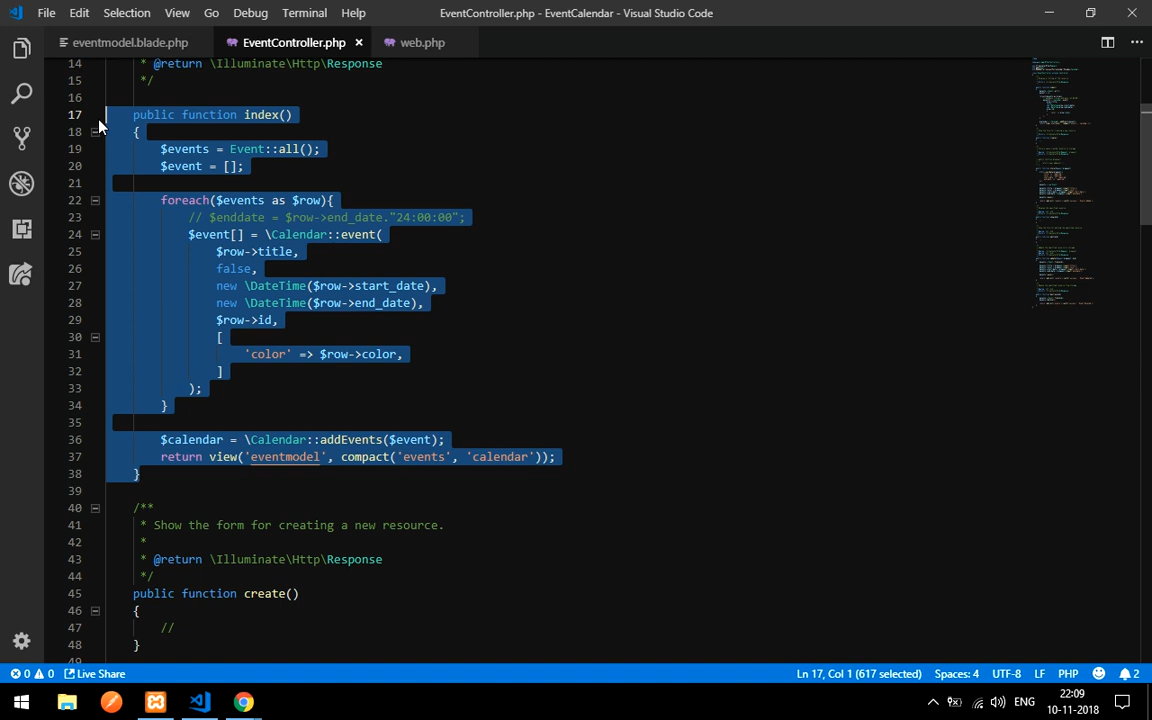 File Edit Selection View Go Debug Terminal Help EventController.php - EventCalendar - Visual Studio Code
eventmodel.blade.php EventController.php web.php
14 * @return \Illuminate\Http\Response
15 */
16
17 public function index()
18 {
19 $events = Event::all();
20 $event = [];
21
22 foreach($events as $row){
23 // $enddate = $row->end_date."24:00:00";
24 $event[] = \Calendar::event(
25 $row->title,
26 false,
27 new \DateTime($row->start_date),
28 new \DateTime($row->end_date),
29 $row->id,
30 [
31 'color' => $row->color,
32 ]
33 );
34 }
35
36 $calendar = \Calendar::addEvents($event);
37 return view('eventmodel', compact('events', 'calendar'));
38 }
39
40 /**
41 * Show the form for creating a new resource.
42 *
43 * @return \Illuminate\Http\Response
44 */
45 public function create()
46 {
47 //
48 }
49
0 0 Live Share Ln 17, Col 1 (617 selected) Spaces: 4 UTF-8 LF PHP 2
ENG 22:09
10-11-2018